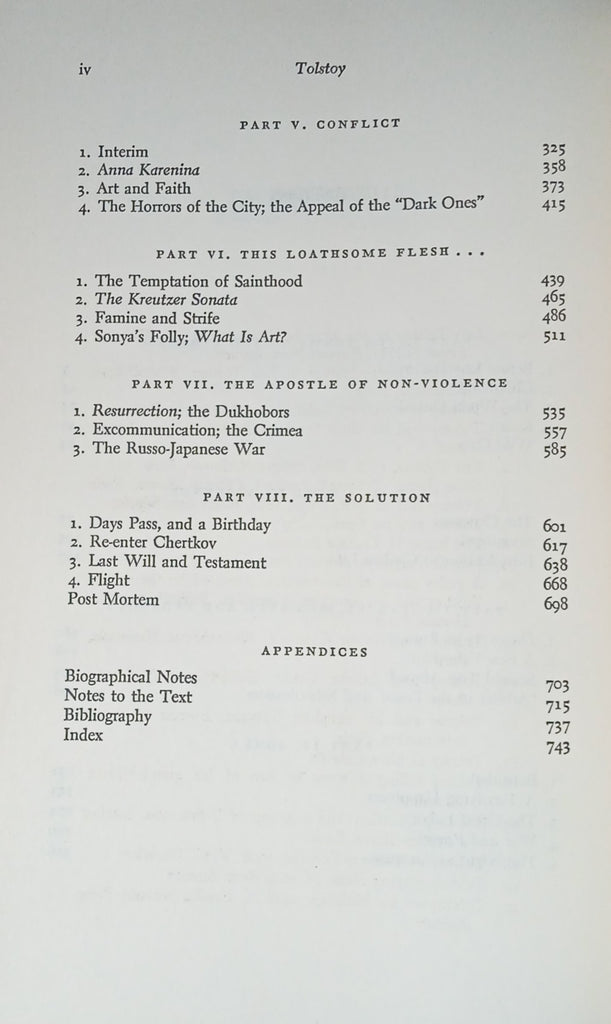 iv Tolstoy
PART V. CONFLICT
1. Interim 325
2. Anna Karenina 358
3. Art and Faith 373
4. The Horrors of the City; the Appeal of the "Dark Ones" 415
PART VI. THIS LOATHSOME FLESH . . .
1. The Temptation of Sainthood 439
2. The Kreutzer Sonata 465
3. Famine and Strife 486
4. Sonya's Folly; What Is Art? 511
PART VII. THE APOSTLE OF NON-VIOLENCE
1. Resurrection; the Dukhobors 535
2. Excommunication; the Crimea 557
3. The Russo-Japanese War 585
PART VIII. THE SOLUTION
1. Days Pass, and a Birthday 601
2. Re-enter Chertkov 617
3. Last Will and Testament 638
4. Flight 668
Post Mortem 698
APPENDICES
Biographical Notes 703
Notes to the Text 715
Bibliography 737
Index 743